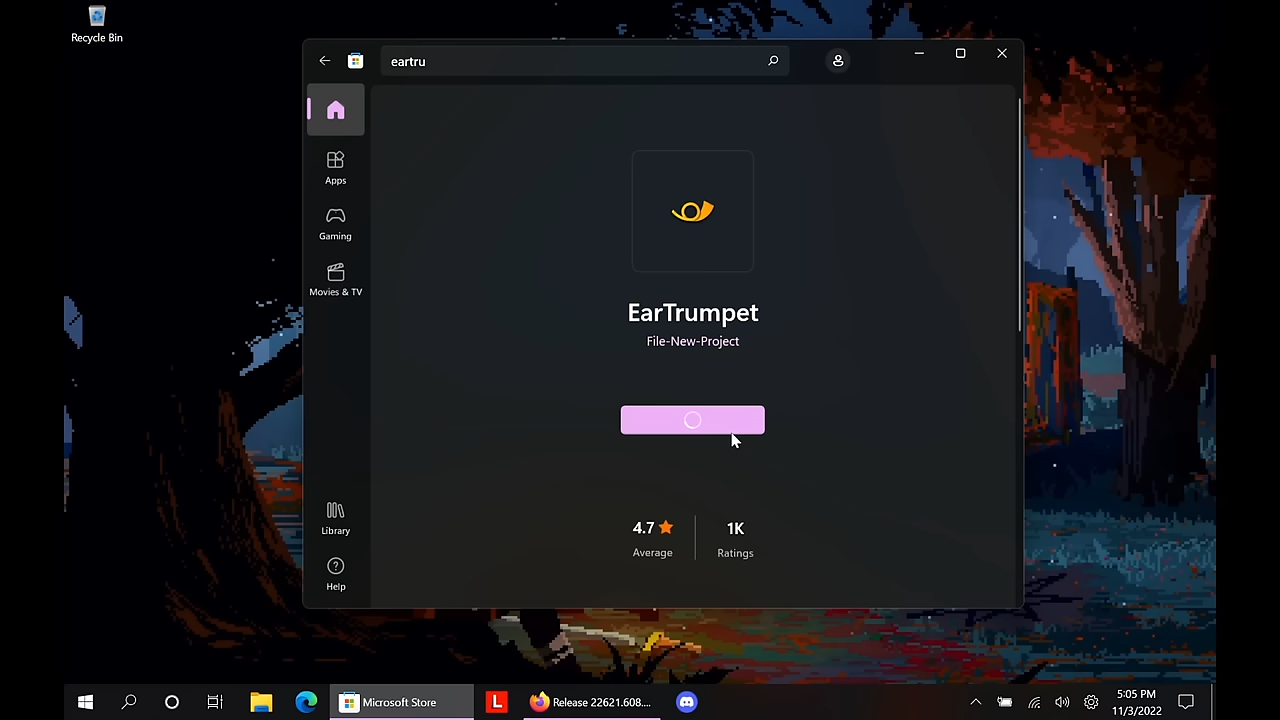 Recycle Bin
eartru
Apps
Gaming
Movies & TV
EarTrumpet
File-New-Project
4.7
1K
Average
Ratings
Library
Help
Microsoft Store
L
Release 22621.608....
5:05 PM
11/3/2022